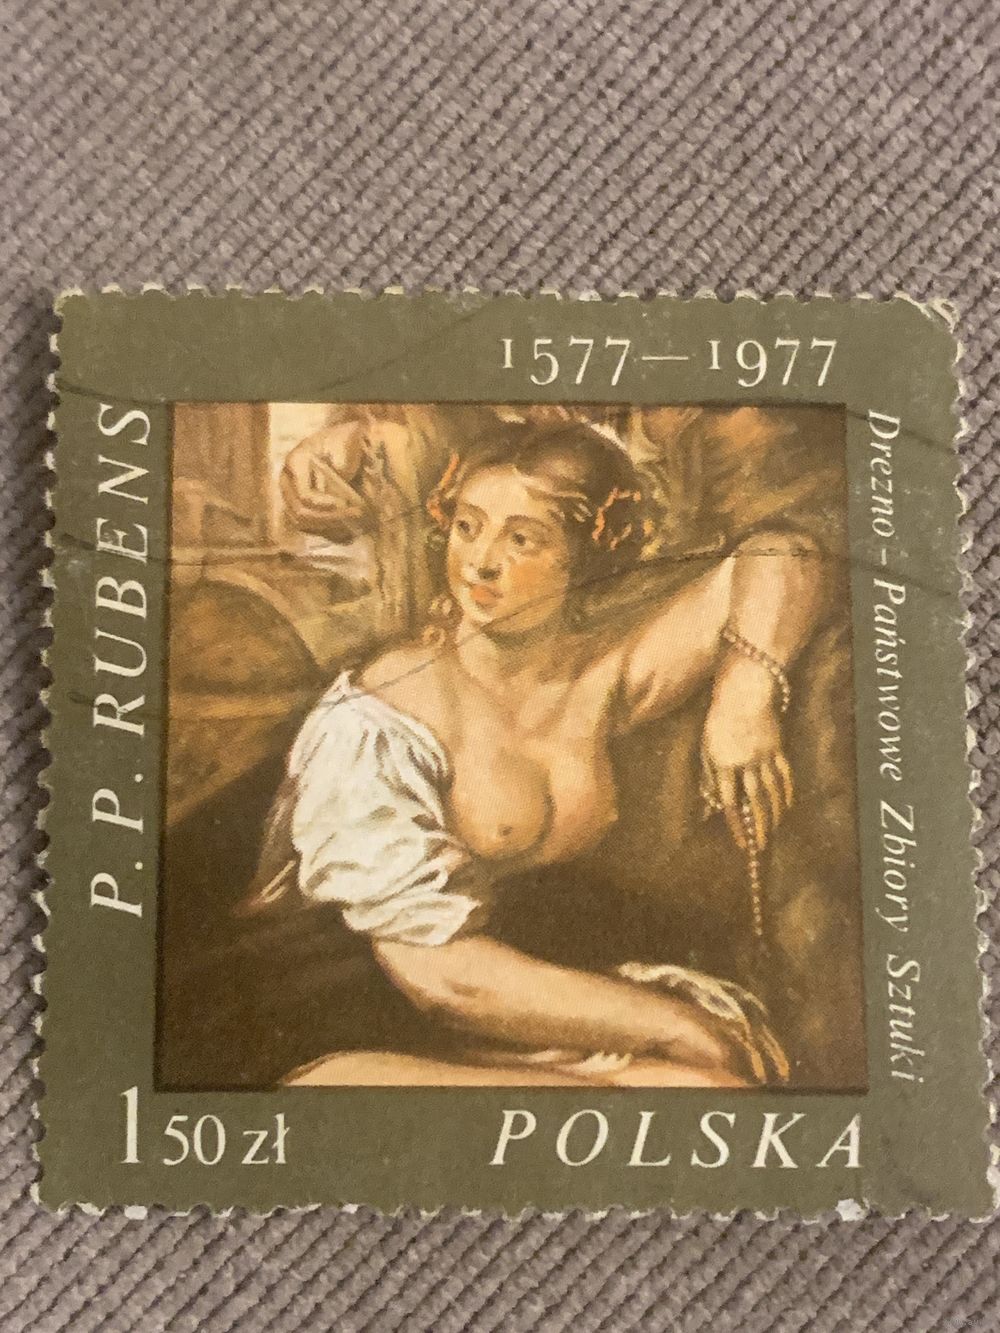 1577—1977
P. P. RUBENS
Drezno – Państwowe Zbiory Sztuki
1 50 zł
POLSKA